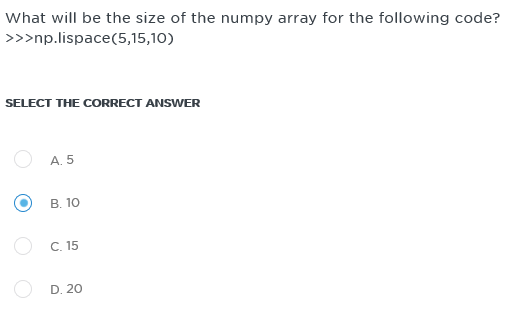 What will be the size of the numpy array for the following code?
>>>np.lispace(5,15,10)
SELECT THE CORRECT ANSWER
A. 5
B. 10
C. 15
D. 20